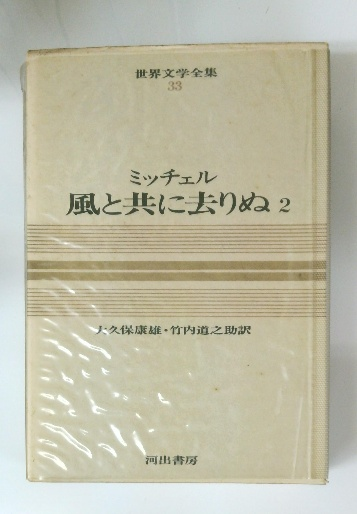 世界文学全集
33
ミッチェル
風と共に去りぬ 2
大久保康雄・竹内道之助訳
河出書房